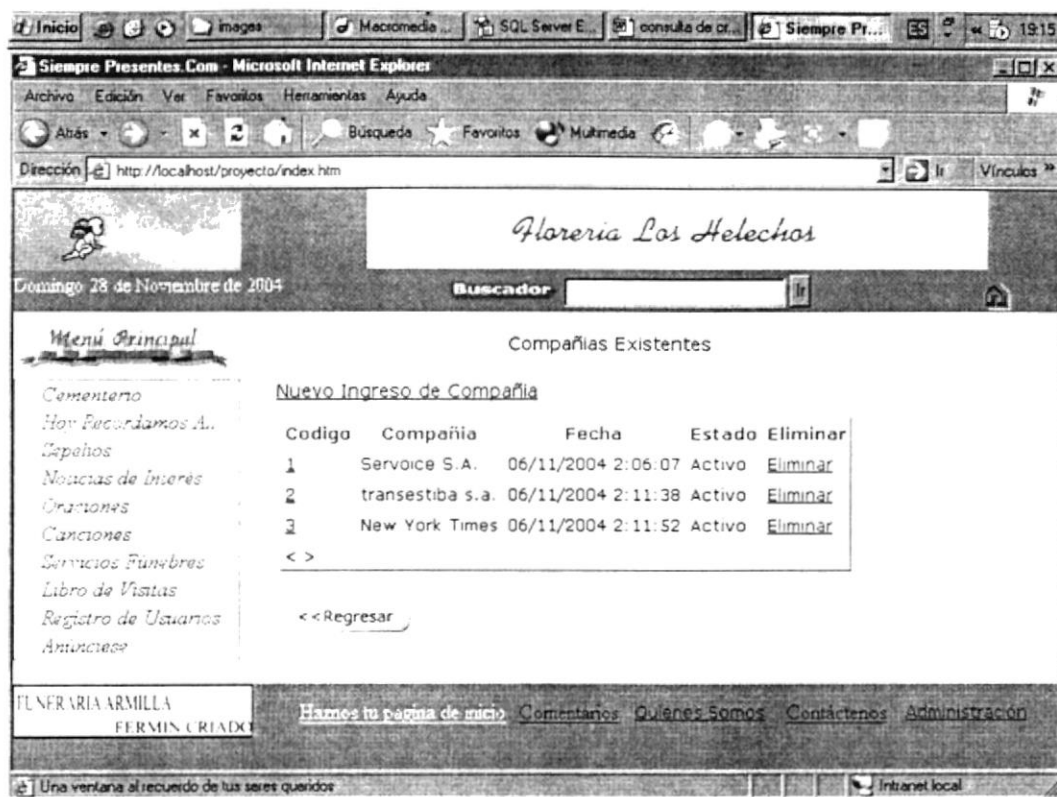 Inicio images Macromedia ... SQL Server E... consulta de pr... Siempre Pr... ES « 19:15
Siempre Presentes.Com - Microsoft Internet Explorer
Archivo Edición Ver Favoritos Herramientas Ayuda
Atrás Búsqueda Favoritos Multimedia
Dirección http://localhost/proyecto/index.htm Ir Vínculos »
Floreria Los Helechos
Domingo 28 de Noviembre de 2004
Buscador Ir
Menú Principal
Compañias Existentes
Cementerio
Hoy Recordamos A..
Sepelios
Noticias de Interés
Oraciones
Canciones
Servicios Fúnebres
Libro de Visitas
Registro de Usuarios
Anúnciese
Nuevo Ingreso de Compañia
Codigo Compañia Fecha Estado Eliminar
1 Servoice S.A. 06/11/2004 2:06:07 Activo Eliminar
2 transestiba s.a. 06/11/2004 2:11:38 Activo Eliminar
3 New York Times 06/11/2004 2:11:52 Activo Eliminar
< >
<<Regresar
FUNERARIA ARMILLA
FERMIN CRIADO
Haznos tu pagina de inicio Comentarios Quienes Somos Contáctenos Administración
Una ventana al recuerdo de tus seres queridos Intranet local